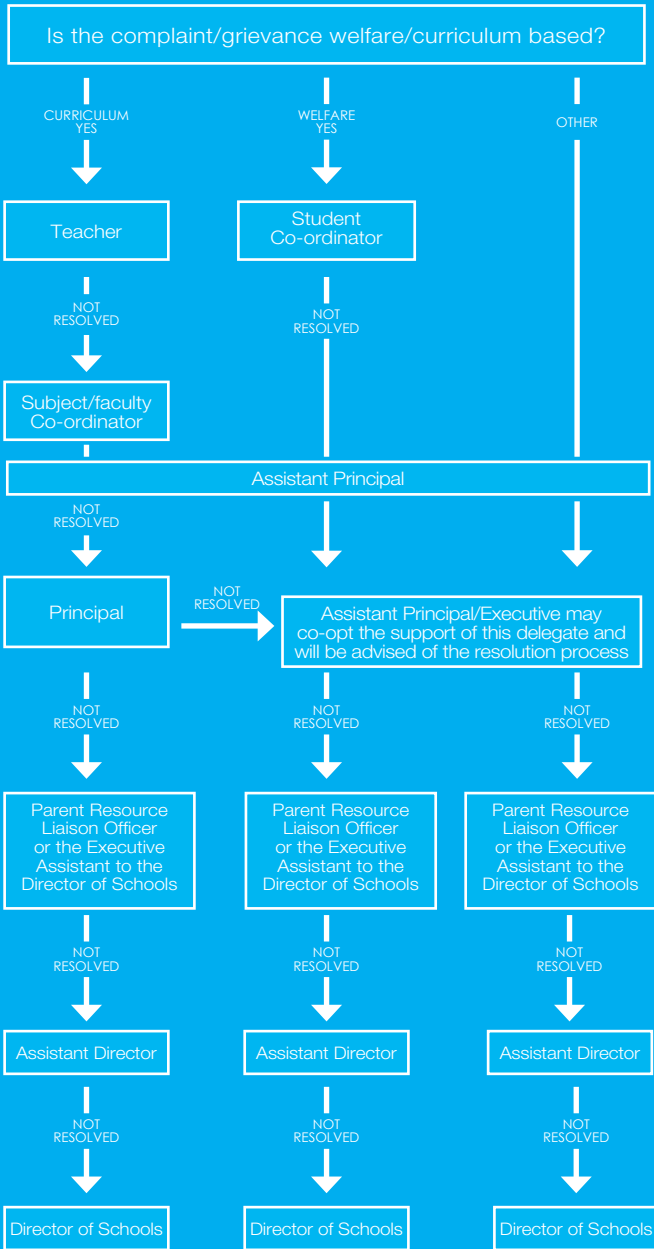 Is the complaint/grievance welfare/curriculum based?
CURRICULUM
YES
WELFARE
YES
OTHER
Teacher
Student
Co-ordinator
NOT
RESOLVED
NOT
RESOLVED
Subject/faculty
Co-ordinator
Assistant Principal
NOT
RESOLVED
Principal
NOT
RESOLVED
Assistant Principal/Executive may
co-opt the support of this delegate and
will be advised of the resolution process
NOT
RESOLVED
NOT
RESOLVED
NOT
RESOLVED
Parent Resource
Liaison Officer
or the Executive
Assistant to the
Director of Schools
Parent Resource
Liaison Officer
or the Executive
Assistant to the
Director of Schools
Parent Resource
Liaison Officer
or the Executive
Assistant to the
Director of Schools
NOT
RESOLVED
NOT
RESOLVED
NOT
RESOLVED
Assistant Director
Assistant Director
Assistant Director
NOT
RESOLVED
NOT
RESOLVED
NOT
RESOLVED
Director of Schools
Director of Schools
Director of Schools